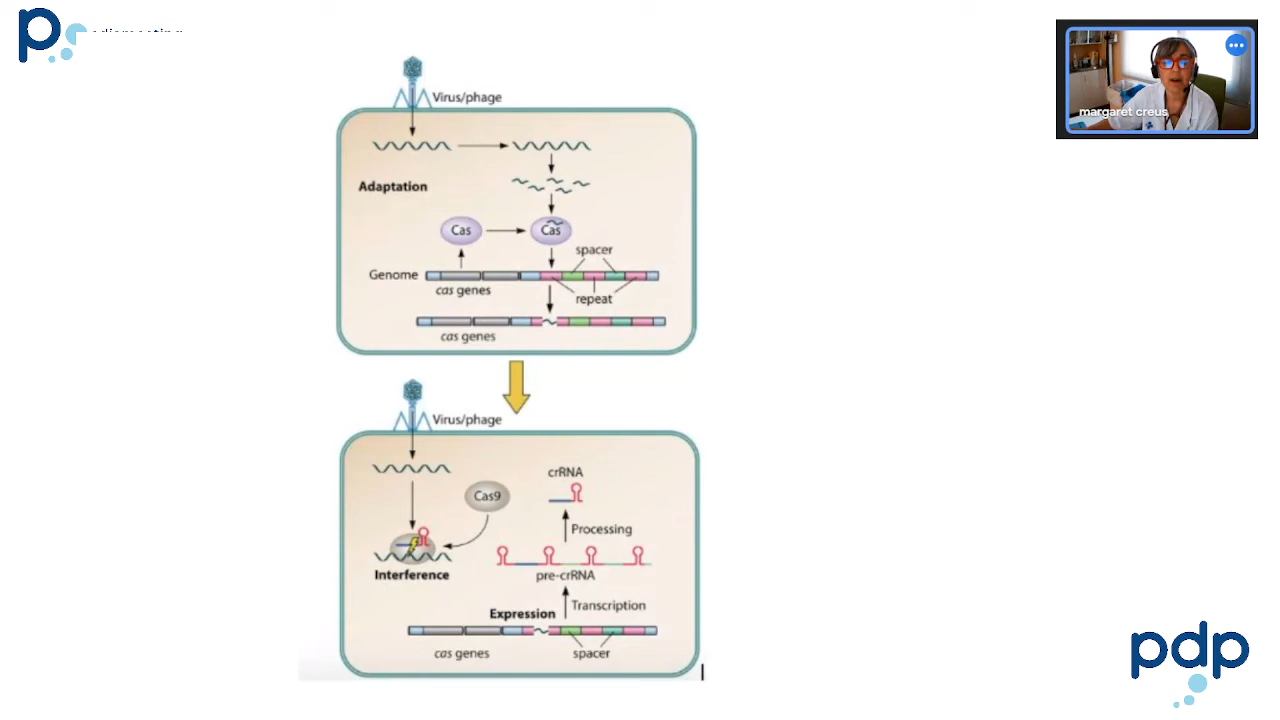 p
margaret creus
Virus/phage
Adaptation
Cas
Cas
spacer
Genome
cas genes
repeat
cas genes
Virus/phage
crRNA
Cas9
Processing
Interference
pre-crRNA
Expression
Transcription
cas genes
spacer
pdp